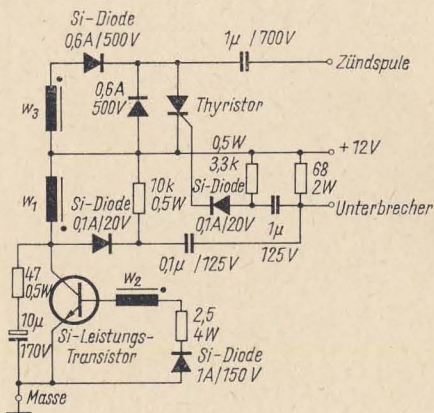 Si-Diode
0,6A/500V
1µ/700V
Zündspule
0,6A
500V
Thyristor
w₃
0,5W
3,3k
+12V
68
2W
Si-Diode
0,1A/20V
1µ
125V
Unterbrecher
w₁
Si-Diode
0,1A/20V
10k
0,5W
0,1µ/125V
47
0,5W
w₂
10µ
170V
Si-Leistungs-
Transistor
2,5
4W
Si-Diode
1A/150V
Masse